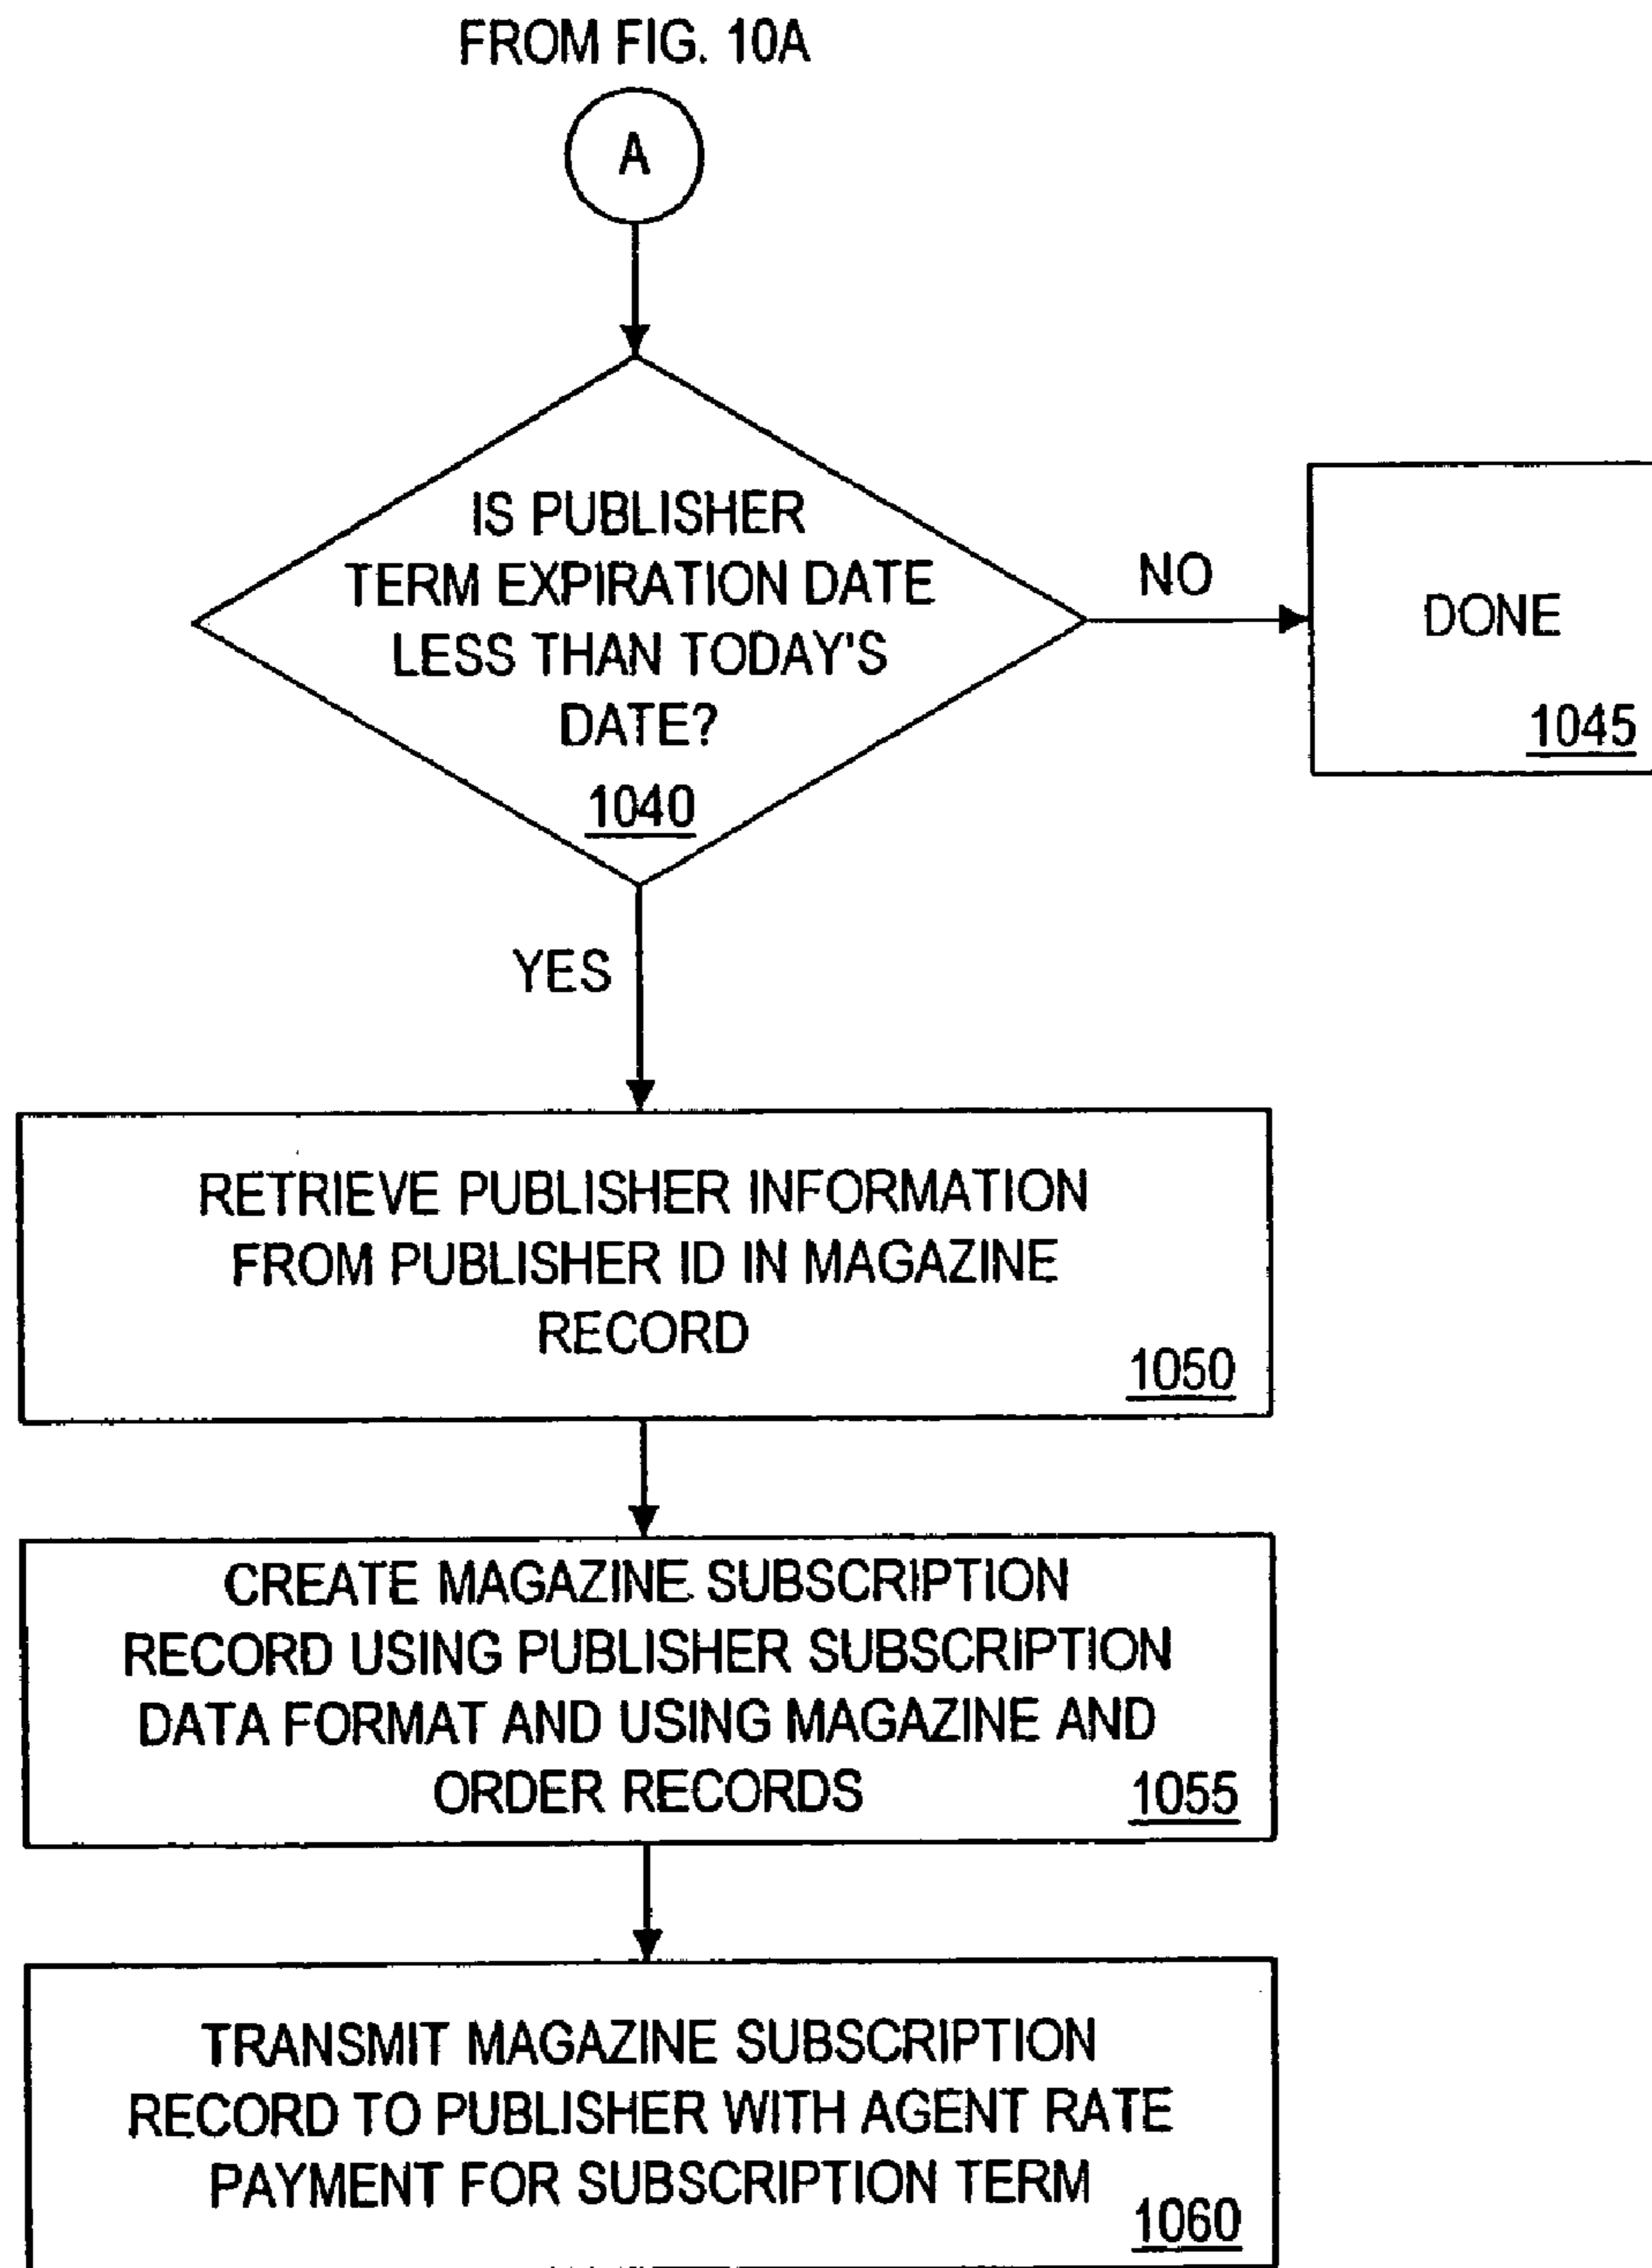 FROM FIG. 10A
A
IS PUBLISHER
TERM EXPIRATION DATE
LESS THAN TODAY'S
DATE?
1040
NO
DONE
1045
YES
RETRIEVE PUBLISHER INFORMATION
FROM PUBLISHER ID IN MAGAZINE
RECORD
1050
CREATE MAGAZINE SUBSCRIPTION
RECORD USING PUBLISHER SUBSCRIPTION
DATA FORMAT AND USING MAGAZINE AND
ORDER RECORDS
1055
TRANSMIT MAGAZINE SUBSCRIPTION
RECORD TO PUBLISHER WITH AGENT RATE
PAYMENT FOR SUBSCRIPTION TERM
1060